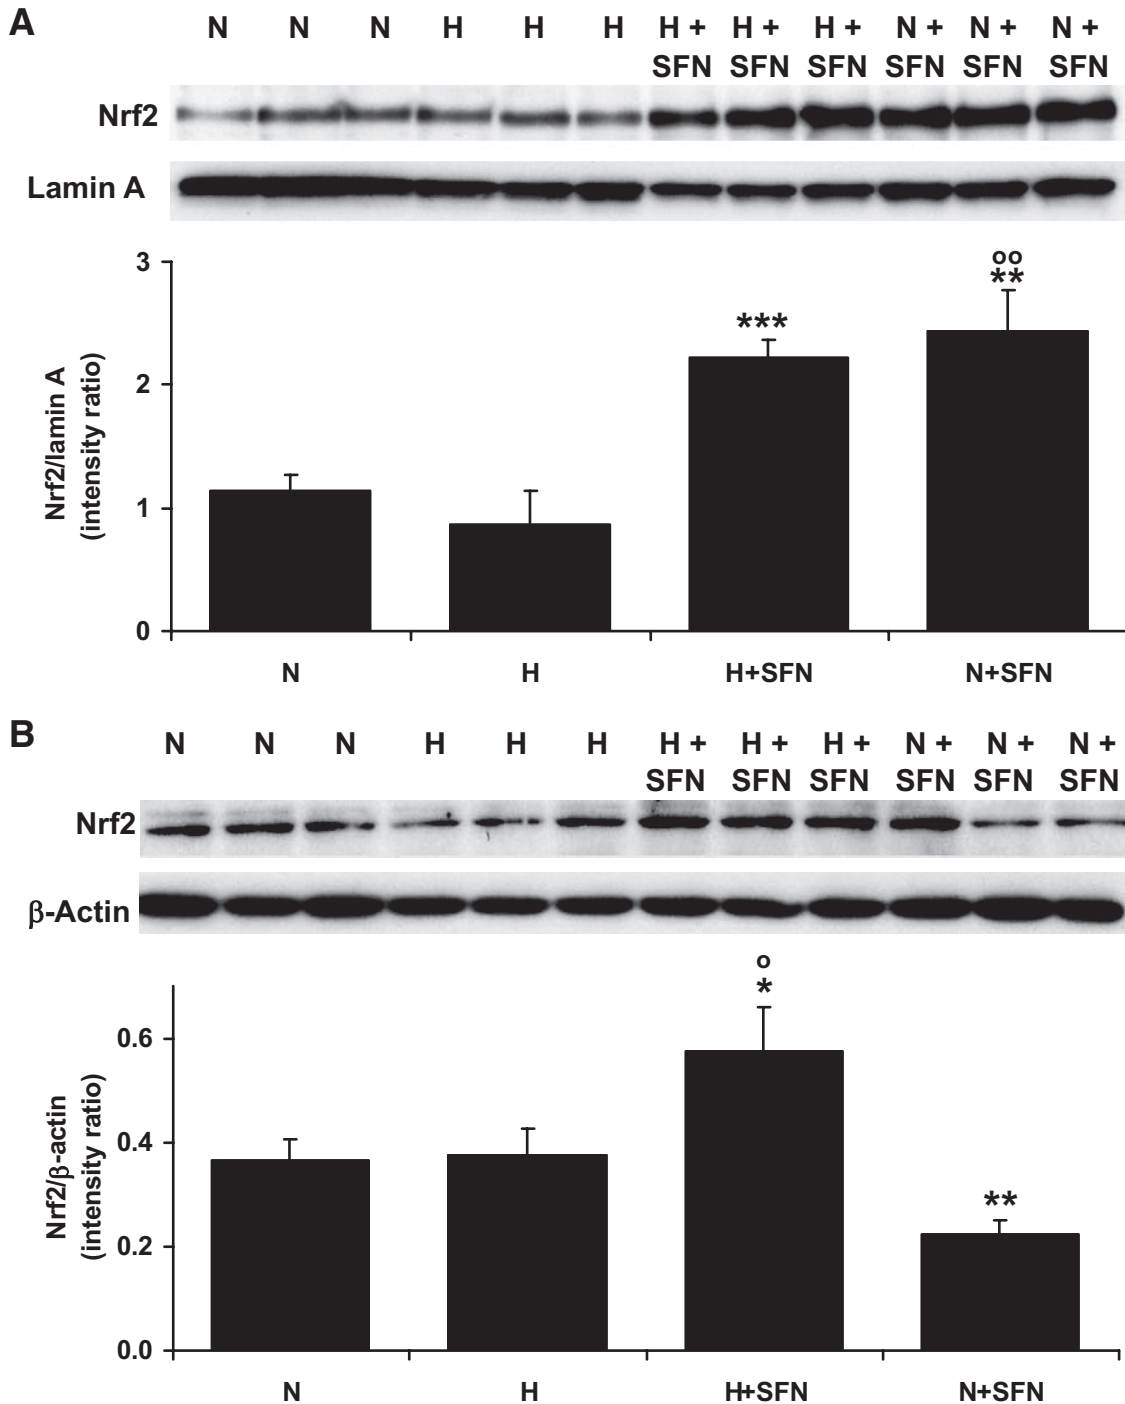 A
N N N H H H H + H + H + N + N + N +
SFN SFN SFN SFN SFN SFN
Nrf2
Lamin A
3
2
1
0
Nrf2/lamin A
(intensity ratio)
oo
**
***
N H H+SFN N+SFN
B
N N N H H H H + H + H + N + N + N +
SFN SFN SFN SFN SFN SFN
Nrf2
β-Actin
0.6
0.4
0.2
0.0
Nrf2/β-actin
(intensity ratio)
o
*
**
N H H+SFN N+SFN